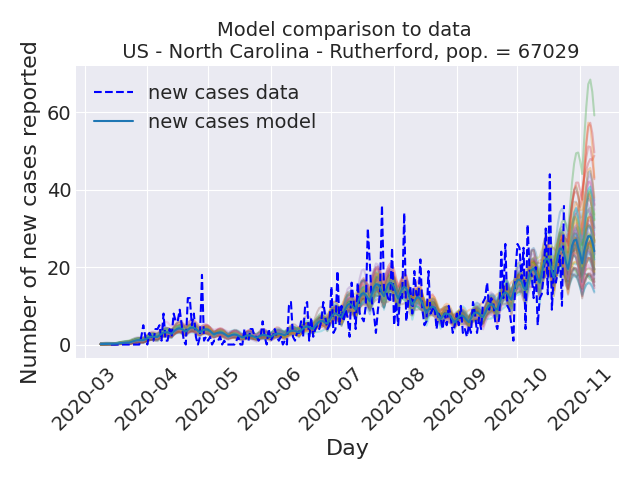 Model comparison to data
US - North Carolina - Rutherford, pop. = 67029
Number of new cases reported
60
40
20
0
new cases data
new cases model
2020-03
2020-04
2020-05
2020-06
2020-07
2020-08
2020-09
2020-10
2020-11
Day